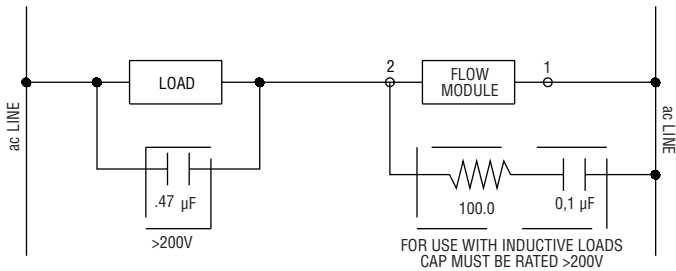 2
1
LOAD
FLOW
MODULE
ac LINE
ac LINE
.47 µF
100.0
0,1 µF
>200V
FOR USE WITH INDUCTIVE LOADS
CAP MUST BE RATED >200V